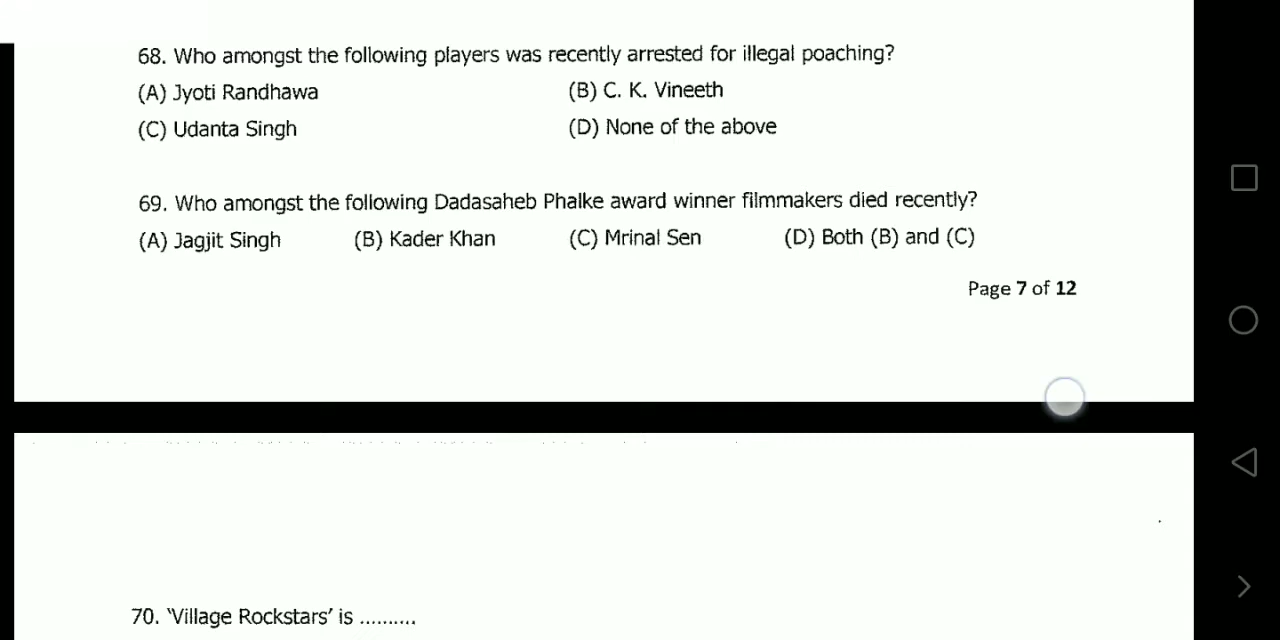 68. Who amongst the following players was recently arrested for illegal poaching?
(A) Jyoti Randhawa (B) C. K. Vineeth
(C) Udanta Singh (D) None of the above
69. Who amongst the following Dadasaheb Phalke award winner filmmakers died recently?
(A) Jagjit Singh (B) Kader Khan (C) Mrinal Sen (D) Both (B) and (C)
Page 7 of 12
70. ‘Village Rockstars’ is ..........